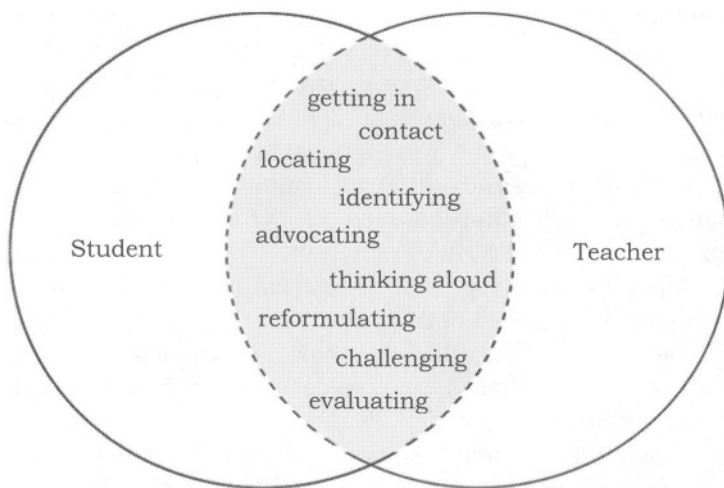 getting in
contact
locating
identifying
advocating
Student
Teacher
thinking aloud
reformulating
challenging
evaluating